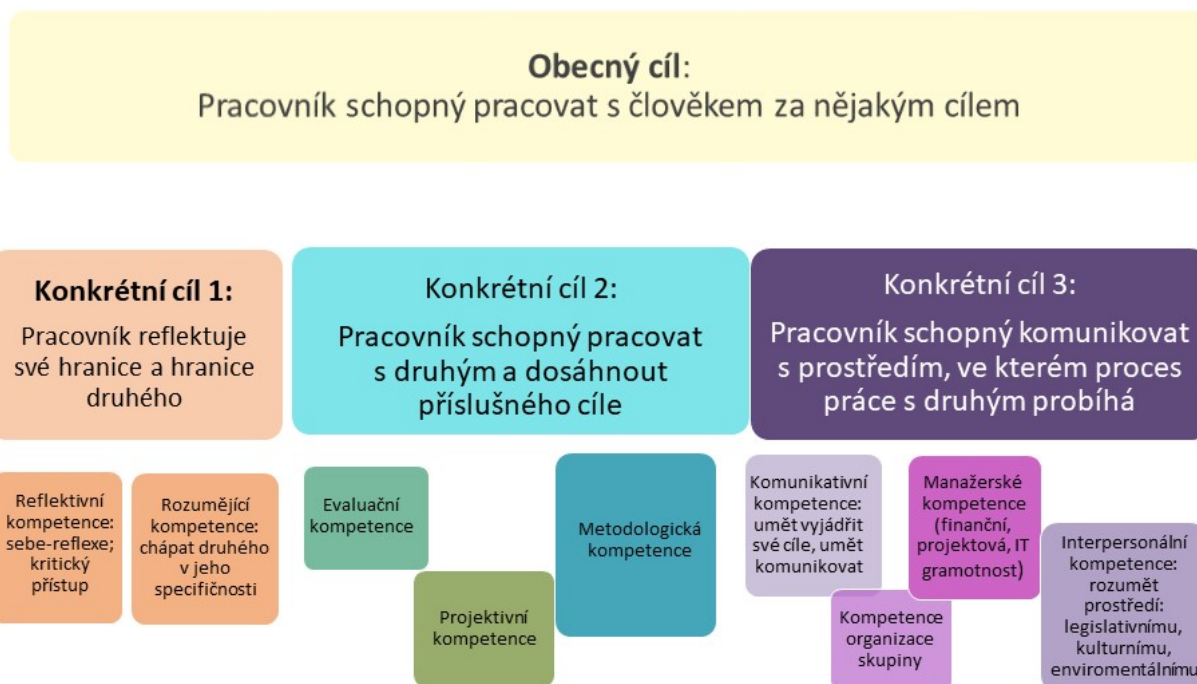 Obecný cíl:
Pracovník schopný pracovat s člověkem za nějakým cílem
Konkrétní cíl 1:
Pracovník reflektuje
své hranice a hranice
druhého
Konkrétní cíl 2:
Pracovník schopný pracovat
s druhým a dosáhnout
příslušného cíle
Konkrétní cíl 3:
Pracovník schopný komunikovat
s prostředím, ve kterém proces
práce s druhým probíhá
Reflektivní
kompetence:
sebe-reflexe;
kritický
přístup
Rozumějící
kompetence:
chápat druhého
v jeho
specifičnosti
Evaluační
kompetence
Projektivní
kompetence
Metodologická
kompetence
Komunikativní
kompetence:
umět vyjádřit
své cíle, umět
komunikovat
Kompetence
organizace
skupiny
Manažerské
kompetence
(finanční,
projektová, IT
gramotnost)
Interpersonální
kompetence:
rozumět
prostředí:
legislativnímu,
kulturnímu,
enviromentálnímu